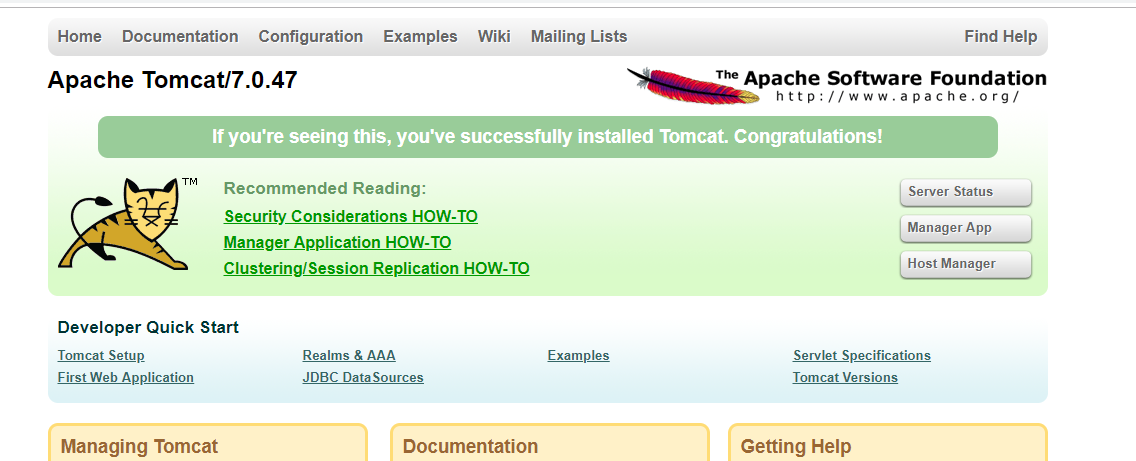 Home Documentation Configuration Examples Wiki Mailing Lists Find Help
Apache Tomcat/7.0.47
The Apache Software Foundation
http://www.apache.org/
If you're seeing this, you've successfully installed Tomcat. Congratulations!
TM
Recommended Reading:
Security Considerations HOW-TO
Manager Application HOW-TO
Clustering/Session Replication HOW-TO
Server Status
Manager App
Host Manager
Developer Quick Start
Tomcat Setup Realms & AAA Examples Servlet Specifications
First Web Application JDBC DataSources Tomcat Versions
Managing Tomcat Documentation Getting Help